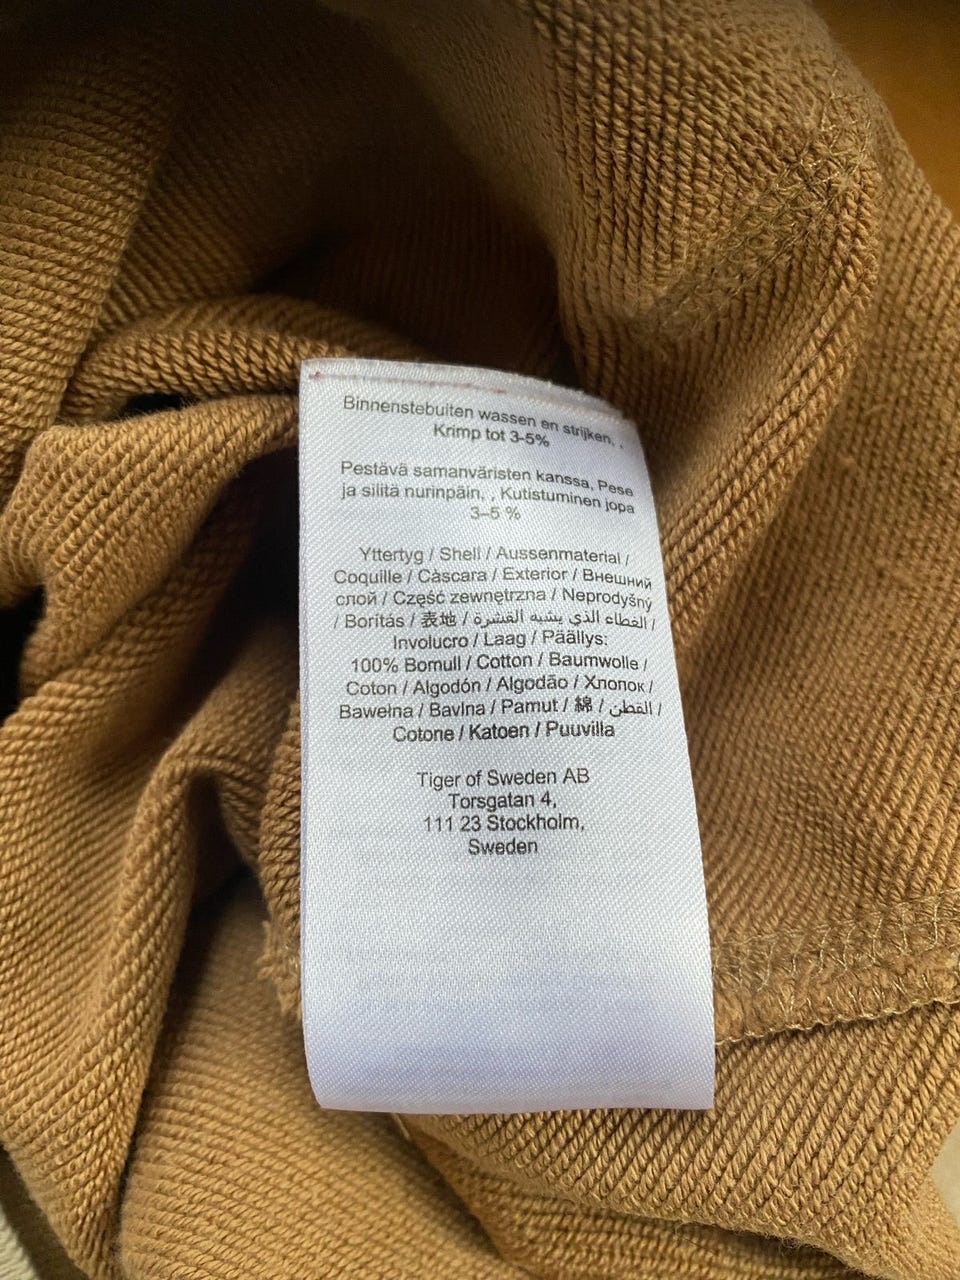 Binnenstebuiten wassen en strijken, ,
Krimp tot 3-5%
Pestävä samanväristen kanssa, Pese
ja silitä nurinpäin, , Kutistuminen jopa
3–5 %
Yttertyg / Shell / Aussenmaterial /
Coquille / Càscara / Exterior / Внешний
слой / Część zewnętrzna / Neprodyšný
/ Borítás / 表地 / الغطاء الذي يشبه القشرة /
Involucro / Laag / Päällys:
100% Bomull / Cotton / Baumwolle /
Coton / Algodón / Algodão / Хлопок /
Bawełna / Bavlna / Pamut / 綿 / القطن /
Cotone / Katoen / Puuvilla
Tiger of Sweden AB
Torsgatan 4,
111 23 Stockholm,
Sweden